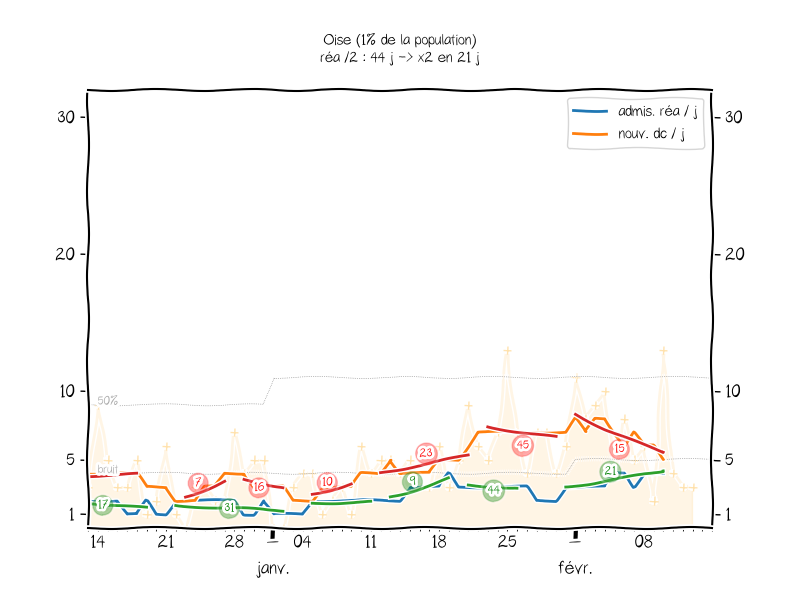 Oise (1% de la population)
réa /2 : 44 j -> x2 en 21 j
admis. réa / j
nouv. dc / j
30 30
20 20
10 10
5 5
1 1
50%
bruit
17 7 31 16 10 9 23 44 45 21 15
14 21 28 04 11 18 25 08
janv. févr.